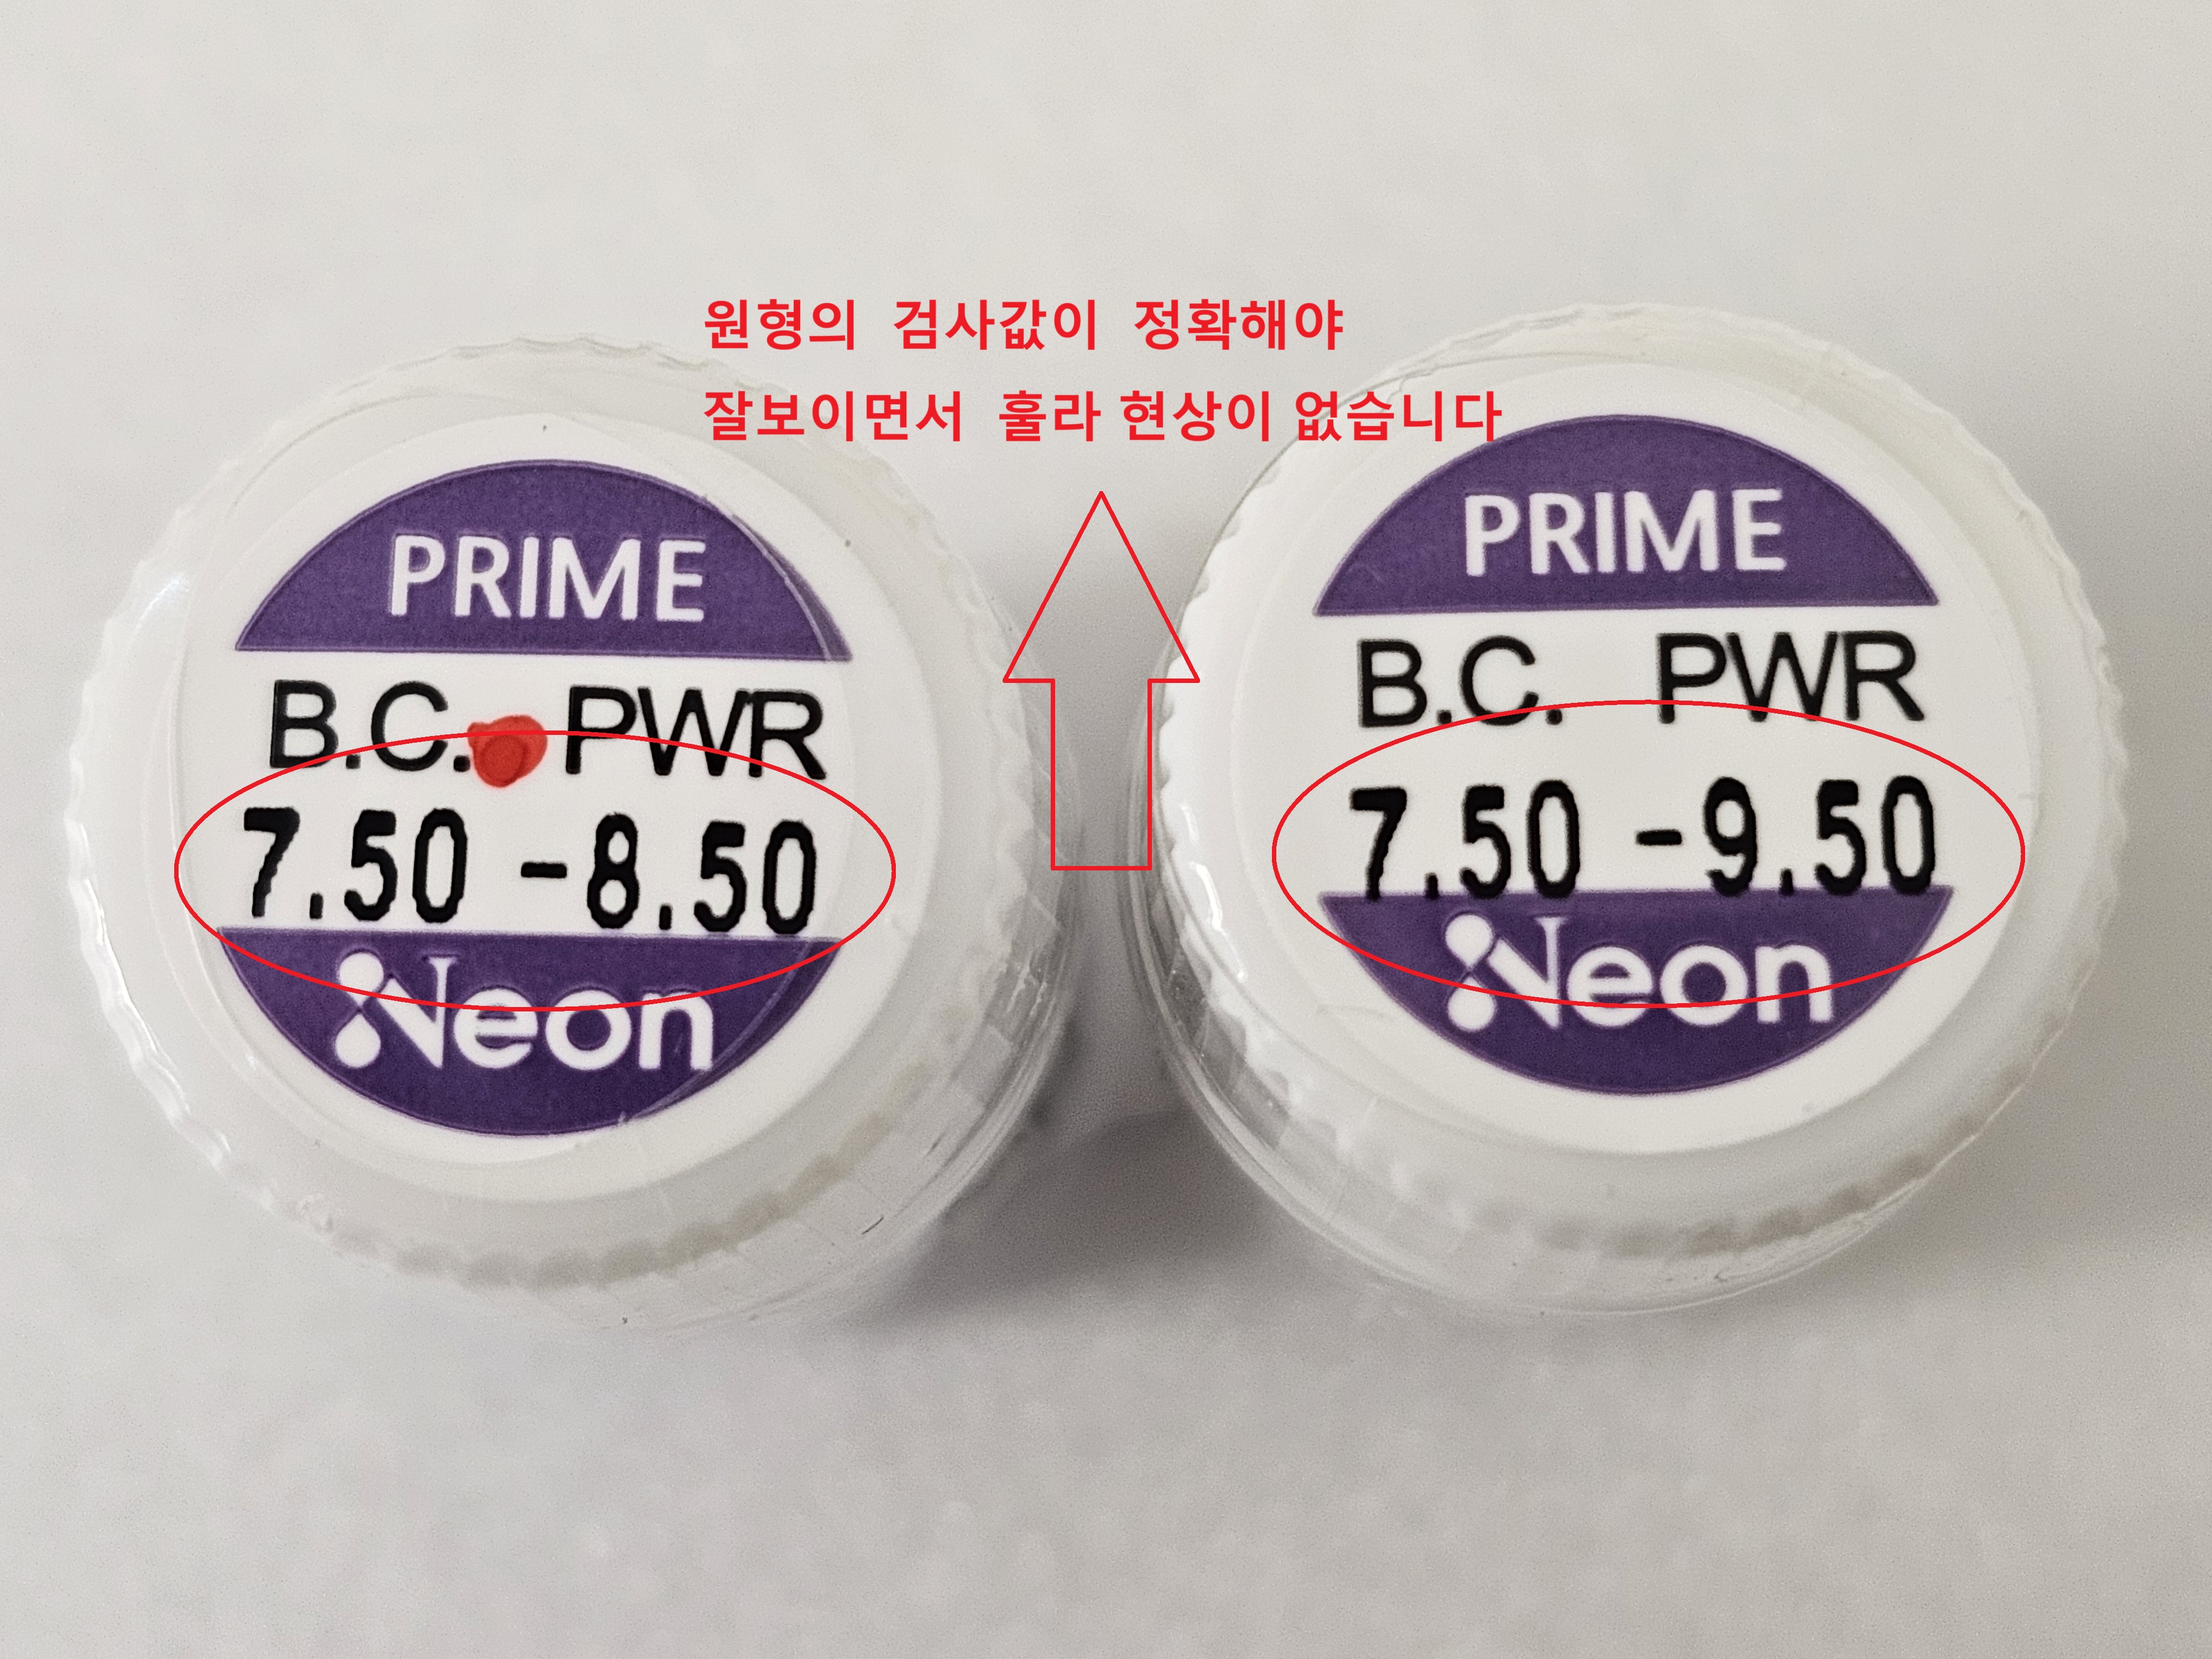 원형의 검사값이 정확해야
잘보이면서 훌라 현상이 없습니다
PRIME
B.C. PWR
7.50 -8.50
Neon
PRIME
B.C. PWR
7.50 -9.50
Neon